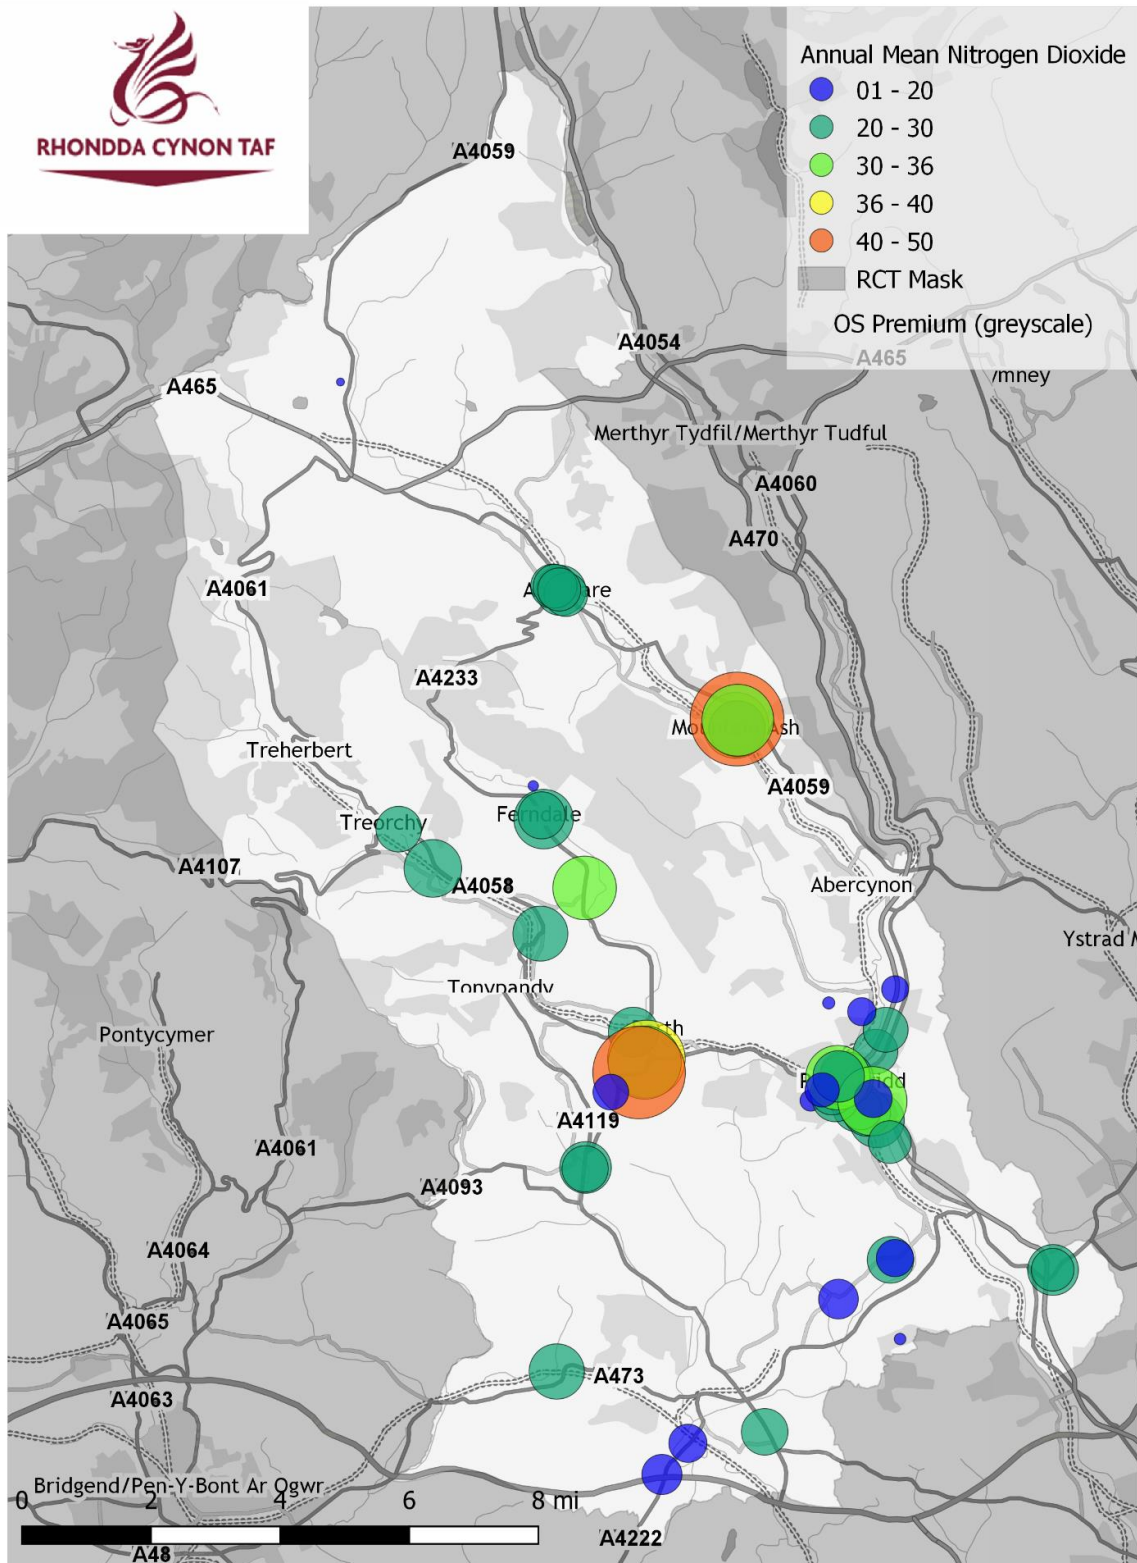 RHONDDA CYNON TAF
Annual Mean Nitrogen Dioxide
01 - 20
20 - 30
30 - 36
36 - 40
40 - 50
RCT Mask
OS Premium (greyscale)
A4059
A4054
A465
A465
Merthyr Tydfil/Merthyr Tudful
A4060
A470
A4061
A4233
Treherbert
A4059
Treorchy
Ferndale
A4107
A4058
Abercynon
Tonypandy
Pontycymer
A4119
A4061
A4093
A4064
A4065
A473
A4063
Bridgend/Pen-Y-Bont Ar Ogwr
0 2 4 6 8 mi
A4222
A48